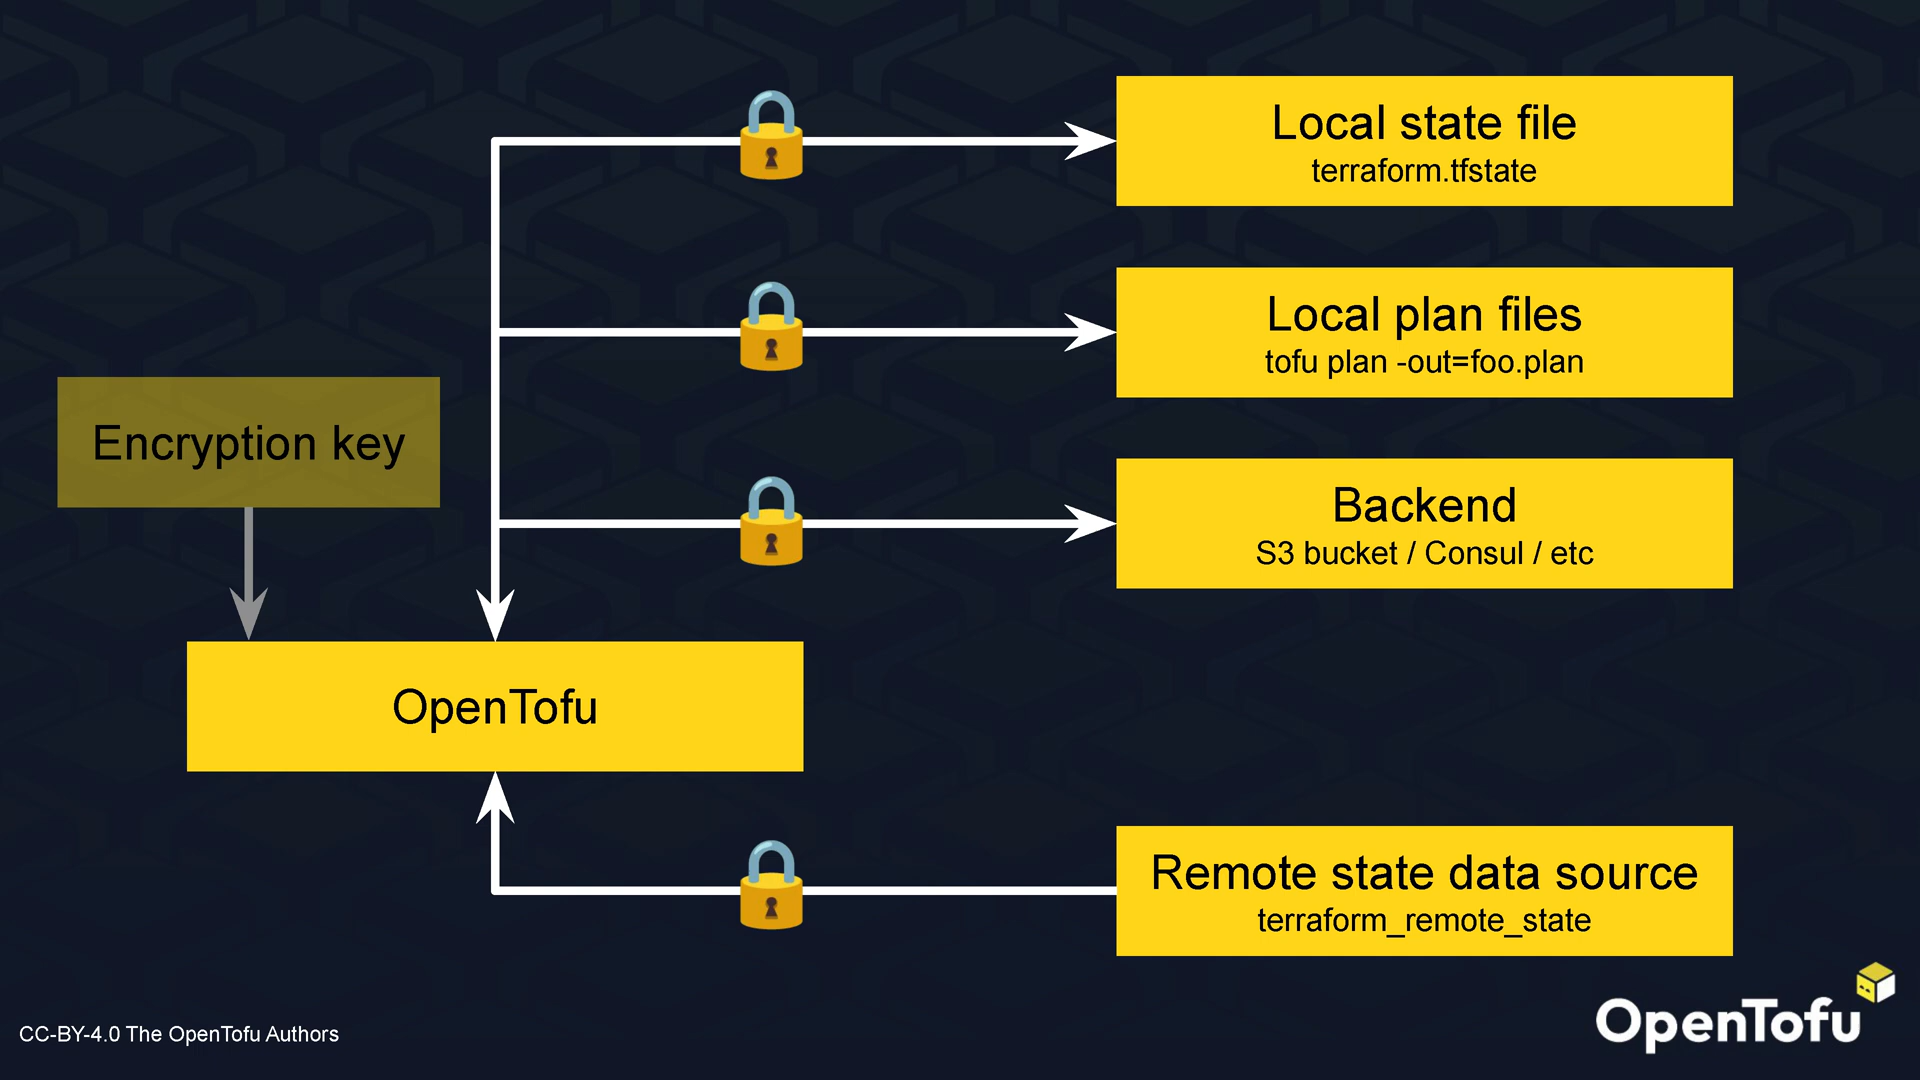 Local state file
terraform.tfstate
Local plan files
tofu plan -out=foo.plan
Encryption key
Backend
S3 bucket / Consul / etc
OpenTofu
Remote state data source
terraform_remote_state
OpenTofu
CC-BY-4.0 The OpenTofu Authors